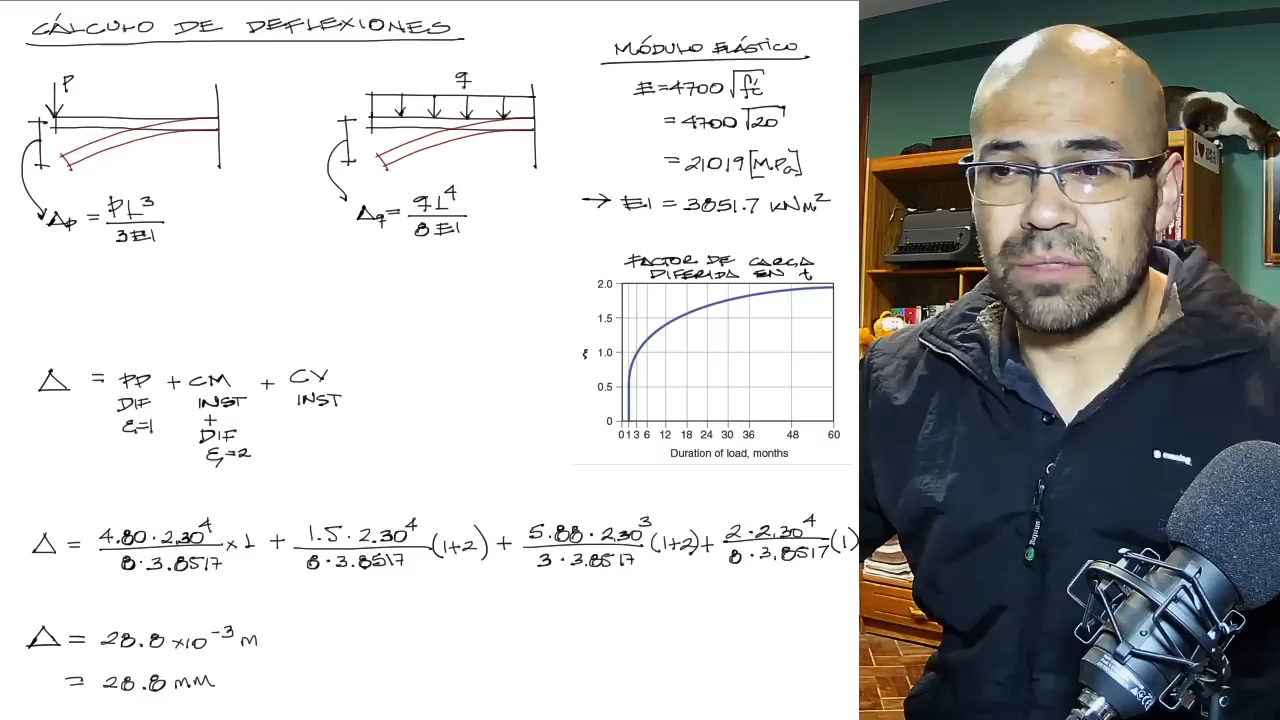 CÁLCULO DE DEFLEXIONES
P
Δp = PL³/3EI
q
Δq = qL⁴/8EI
MÓDULO ELÁSTICO
E = 4700√f'c
= 4700√20
= 21019 [MPa]
→ EI = 3851.7 KNm²
FACTOR DE CARGA
DIFERIDA EN t
2.0
1.5
1.0
0.5
0
ξ
0 1 3 6 12 18 24 30 36 48 60
Duration of load, months
Δ = PP + CM + CV
DIF INST INST
ξ=1 +
DIF
ξ=2
Δ = 4.80·2.30⁴/8·3.8517 x1 + 1.5·2.30⁴/8·3.8517 (1+2) + 5.88·2.30³/3·3.8517 (1+2) + 2·2.30⁴/8·3.8517 (1)
Δ = 28.8 x10⁻³ m
= 28.8 mm